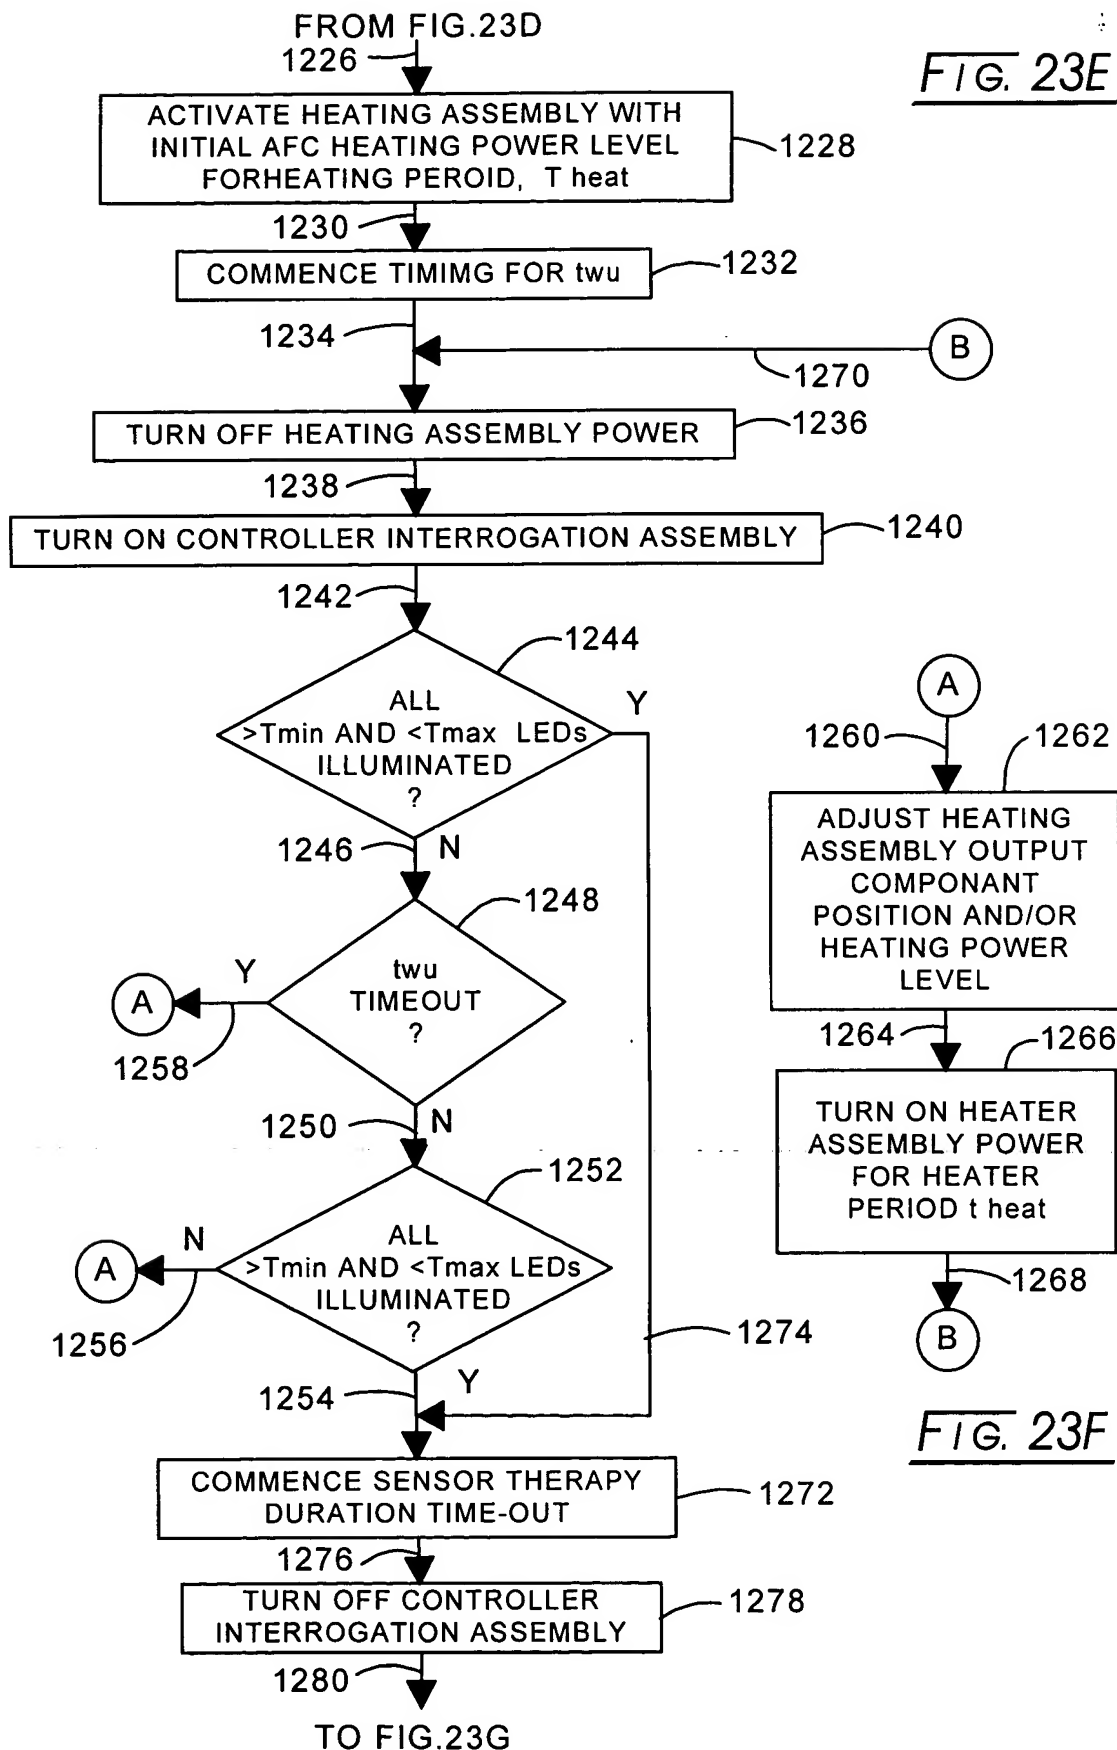 FROM FIG.23D
FIG. 23E
1226
ACTIVATE HEATING ASSEMBLY WITH
INITIAL AFC HEATING POWER LEVEL
FORHEATING PEROID, T heat
1228
1230
COMMENCE TIMIMG FOR twu
1232
1234
B
1270
TURN OFF HEATING ASSEMBLY POWER
1236
1238
TURN ON CONTROLLER INTERROGATION ASSEMBLY
1240
1242
1244
ALL
>Tmin AND <Tmax LEDs
ILLUMINATED
?
Y
1246
N
1248
twu
TIMEOUT
?
Y
A
1258
1250
N
1252
ALL
>Tmin AND <Tmax LEDs
ILLUMINATED
?
N
A
1256
1274
1254
Y
COMMENCE SENSOR THERAPY
DURATION TIME-OUT
1272
1276
TURN OFF CONTROLLER
INTERROGATION ASSEMBLY
1278
1280
TO FIG.23G
A
1260
1262
ADJUST HEATING
ASSEMBLY OUTPUT
COMPONANT
POSITION AND/OR
HEATING POWER
LEVEL
1264
1266
TURN ON HEATER
ASSEMBLY POWER
FOR HEATER
PERIOD t heat
1268
B
FIG. 23F